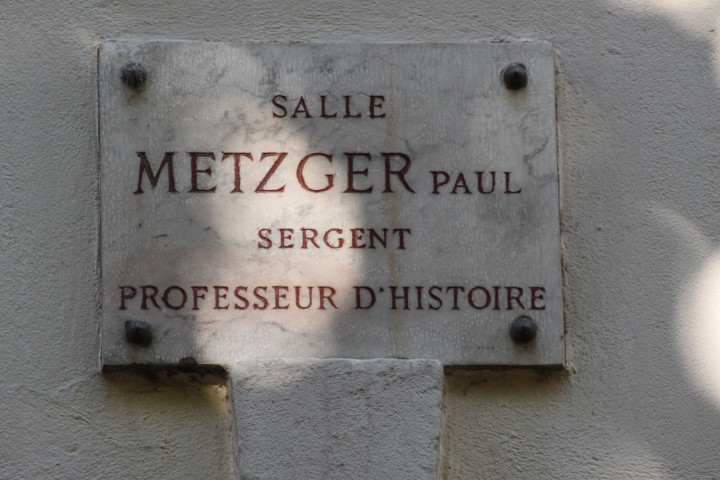 SALLE
METZGER PAUL
SERGENT
PROFESSEUR D'HISTOIRE